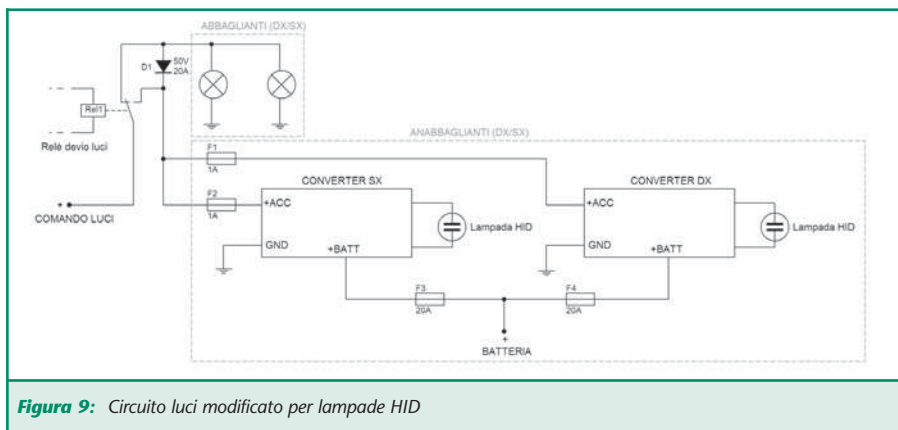 ABBAGLIANTI (DX/SX)
D1
50V
20A
Rel1
Relè devio luci
+
COMANDO LUCI
ANABBAGLIANTI (DX/SX)
F1
1A
F2
1A
CONVERTER SX
+ACC
GND
+BATT
Lampada HID
CONVERTER DX
+ACC
GND
+BATT
Lampada HID
F3
20A
F4
20A
+
BATTERIA
Figura 9: Circuito luci modificato per lampade HID